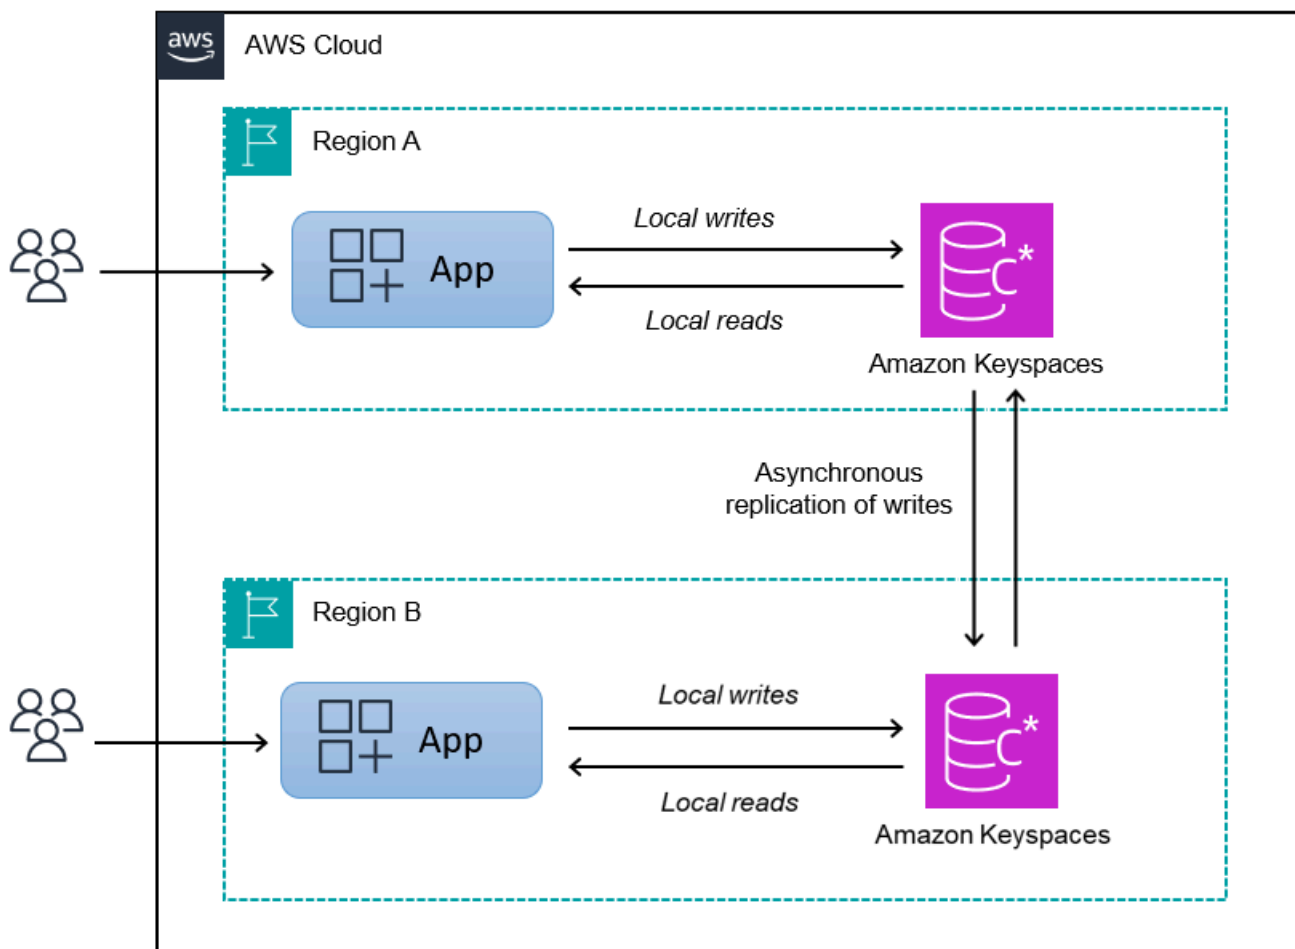 aws
AWS Cloud
Region A
App
Local writes
Local reads
C*
Amazon Keyspaces
Asynchronous
replication of writes
Region B
App
Local writes
Local reads
C*
Amazon Keyspaces